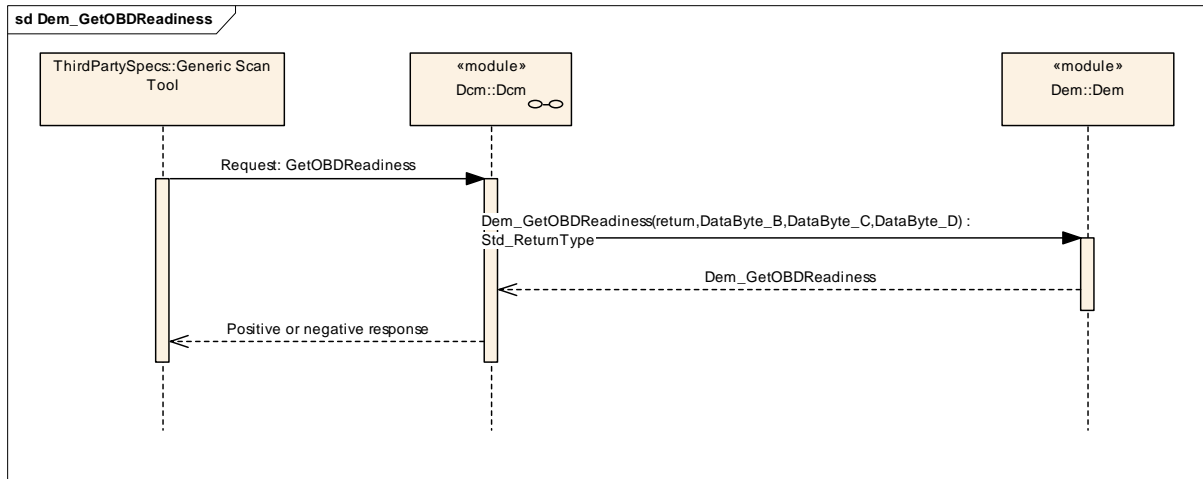 sd Dem_GetOBDReadiness
ThirdPartySpecs::Generic Scan
Tool
«module»
Dcm::Dcm
«module»
Dem::Dem
Request: GetOBDReadiness
Dem_GetOBDReadiness(return,DataByte_B,DataByte_C,DataByte_D) :
Std_ReturnType
Dem_GetOBDReadiness
Positive or negative response